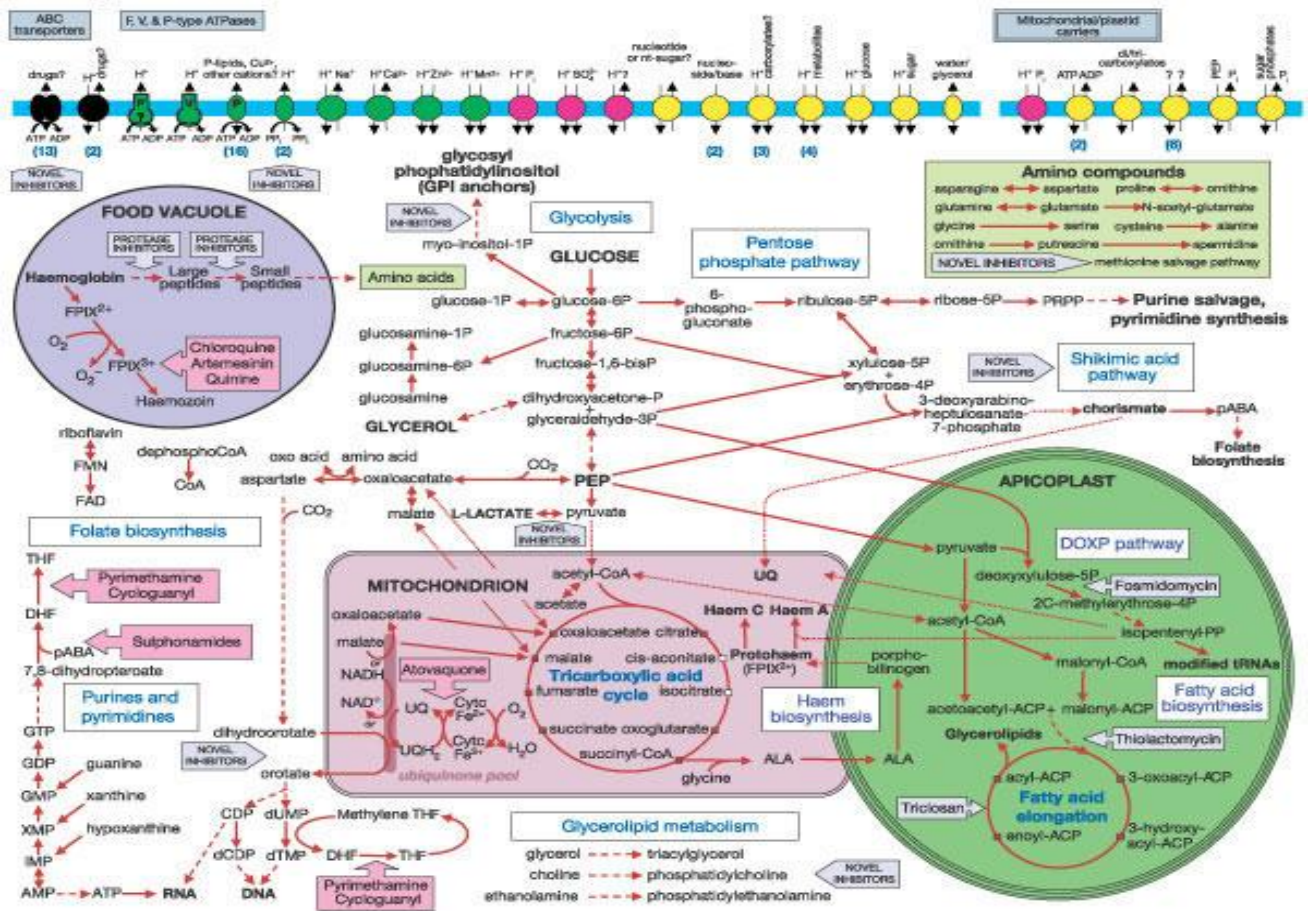 ABC
transporters
F, V, & P-type ATPases
Mitochondrial/plastid
carriers
drugs?
H⁺ drugs?
H⁺
H⁺
P-lipids, Cu²⁺,
other cations?
H⁺
H⁺ Na⁺
H⁺ Ca²⁺
H⁺ Zn²⁺
H⁺ Mn²⁺
H⁺ Pᵢ
H⁺ SO₄²⁻
H⁺ ?
nucleotide
or nt-sugar?
nucleo-
side/base
H⁺ carboxylates?
H⁺ metabolites
H⁺ glucose
H⁺ sugar
water/
glycerol
H⁺ Pᵢ
ATP ADP
di/tri-
carboxylates
? ?
PEP Pᵢ
sugar phosphates Pᵢ
F
?
V
P
ATP ADP
ATP ADP
ATP ADP
ATP ADP
PPᵢ PPᵢ
(13)
(2)
(16)
(2)
(2)
(3)
(4)
(2)
(6)
NOVEL
INHIBITORS
NOVEL
INHIBITORS
FOOD VACUOLE
PROTEASE
INHIBITORS
PROTEASE
INHIBITORS
Haemoglobin
Large
peptides
Small
peptides
FPIX²⁺
O₂
O₂⁻
FPIX³⁺
Chloroquine
Artemesinin
Quinine
Haemozoin
Amino acids
glycosyl
phophatidylinositol
(GPI anchors)
NOVEL
INHIBITORS
myo-inositol-1P
Glycolysis
GLUCOSE
glucose-1P
glucose-6P
glucosamine-1P
fructose-6P
glucosamine-6P
fructose-1,6-bisP
glucosamine
dihydroxyacetone-P
+
glyceraldehyde-3P
GLYCEROL
Pentose
phosphate pathway
6-
phospho-
gluconate
ribulose-5P
ribose-5P
PRPP
Purine salvage,
pyrimidine synthesis
xylulose-5P
+
erythrose-4P
Amino compounds
asparagine
aspartate
proline
ornithine
glutamine
glutamate
N-acetyl-glutamate
glycine
serine
cysteine
alanine
ornithine
putrescine
spermidine
NOVEL INHIBITORS
methionine salvage pathway
NOVEL
INHIBITORS
Shikimic acid
pathway
3-deoxyarabino-
heptulosanate-
7-phosphate
chorismate
pABA
Folate
biosynthesis
riboflavin
FMN
FAD
dephosphoCoA
CoA
oxo acid
amino acid
aspartate
oxaloacetate
CO₂
PEP
CO₂
malate
L-LACTATE
pyruvate
NOVEL
INHIBITORS
Folate biosynthesis
THF
Pyrimethamine
Cycloguanyl
DHF
pABA
Sulphonamides
7,8-dihydropteroate
Purines and
pyrimidines
GTP
GDP
guanine
GMP
xanthine
XMP
hypoxanthine
IMP
AMP
ATP
RNA
DNA
NOVEL
INHIBITORS
dihydroorotate
orotate
CDP
dUMP
dCDP
dTMP
Methylene THF
DHF
THF
Pyrimethamine
Cycloguanyl
MITOCHONDRION
acetyl-CoA
acetate
oxaloacetate
malate
or
NADH
NAD⁺
or
Atovaquone
UQ
UQH₂
Cytc
Fe²⁺
Cytc
Fe³⁺
O₂
H₂O
ubiquinone pool
oxaloacetate
citrate
malate
cis-aconitate
Tricarboxylic acid
cycle
fumarate
isocitrate
succinate
oxoglutarate
succinyl-CoA
glycine
ALA
UQ
Haem C
Haem A
Protohaem
(FPIX²⁺)
Haem
biosynthesis
porpho-
bilinogen
ALA
APICOPLAST
pyruvate
DOXP pathway
deoxyxylulose-5P
Fosmidomycin
2C-methylerythrose-4P
acetyl-CoA
isopentenyl-PP
modified tRNAs
malonyl-CoA
Fatty acid
biosynthesis
acetoacetyl-ACP
+
malonyl-ACP
Glycerolipids
Thiolactomycin
acyl-ACP
3-oxoacyl-ACP
Triclosan
Fatty acid
elongation
enoyl-ACP
3-hydroxy-
acyl-ACP
Glycerolipid metabolism
glycerol
triacylglycerol
choline
phosphatidylcholine
ethanolamine
phosphatidylethanolamine
NOVEL
INHIBITORS